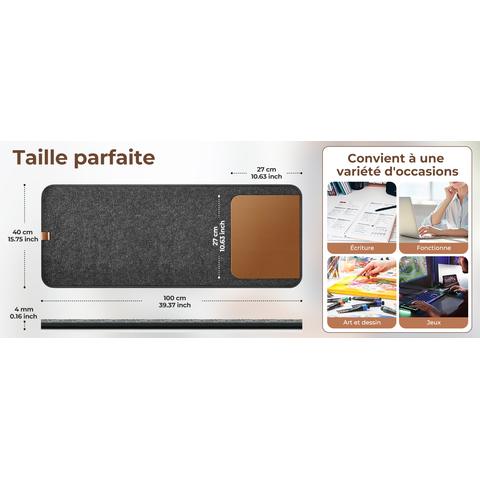 Taille parfaite
27 cm
10.63 inch
40 cm
15.75 inch
27 cm
10.63 inch
100 cm
39.37 inch
4 mm
0.16 inch
Convient à une
variété d'occasions
Écriture
Fonctionne
Art et dessin
Jeux